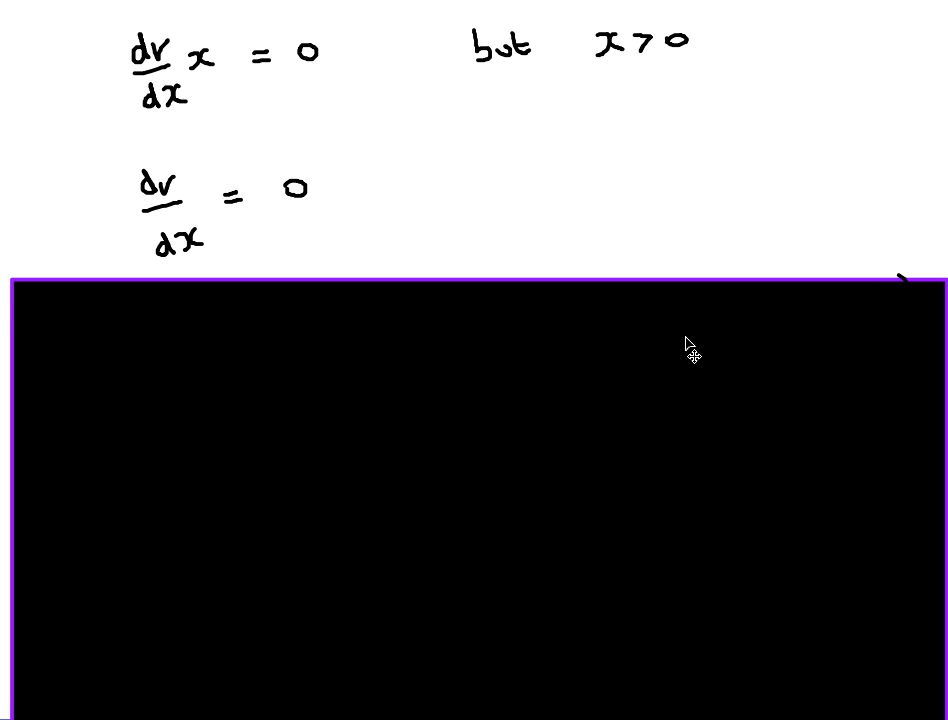 dv/dx x = 0 but x > 0
dv/dx = 0